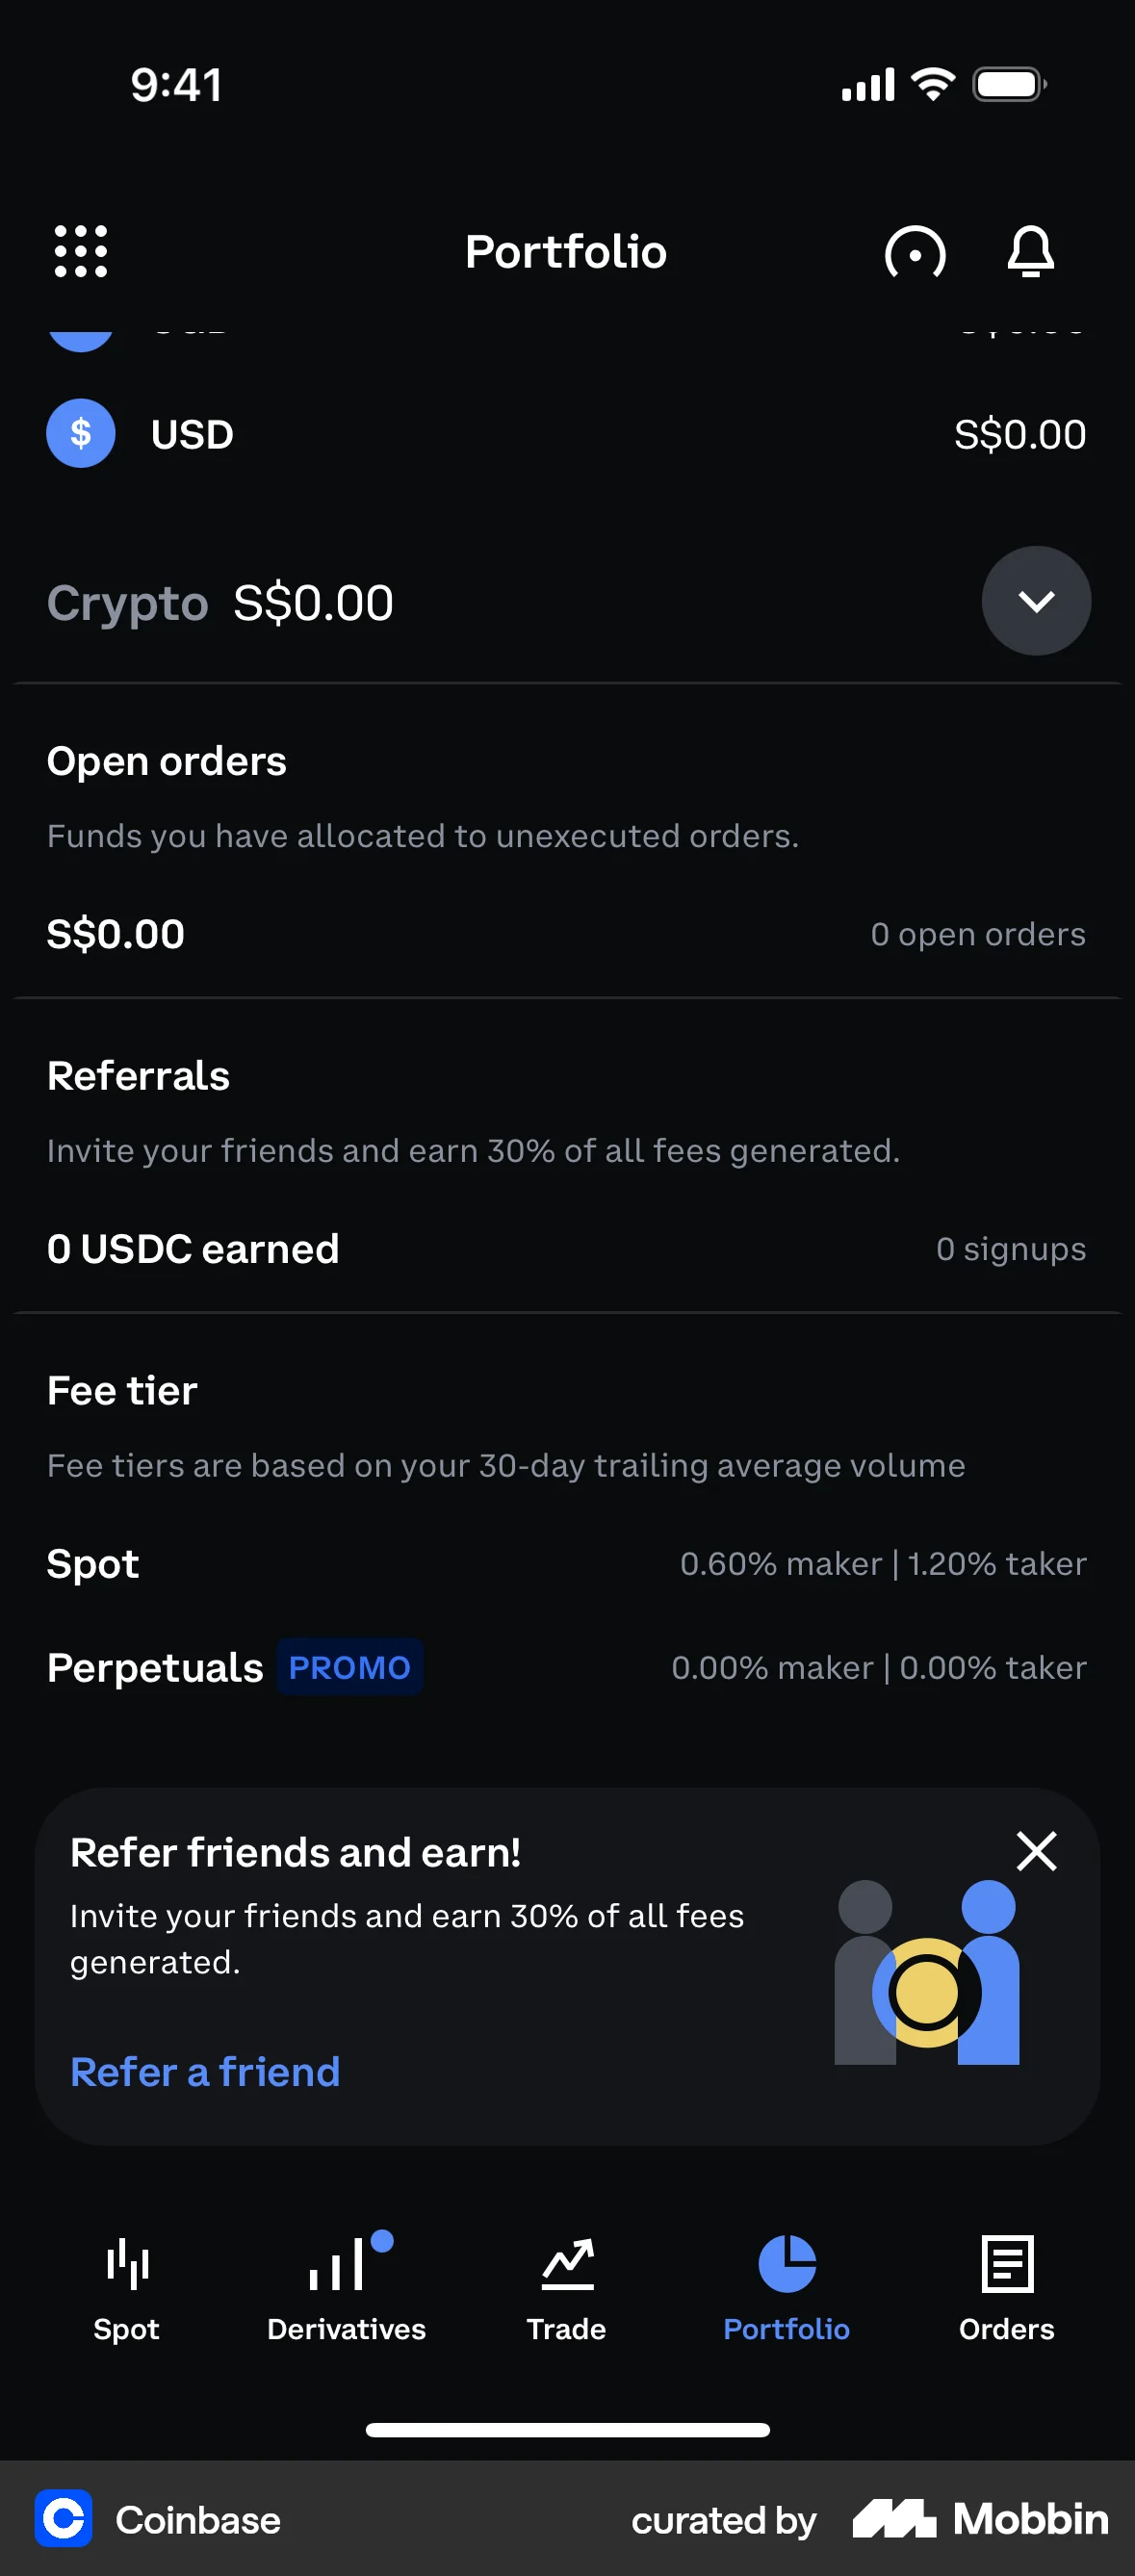 9:41
Portfolio
$ USD S$0.00
Crypto S$0.00
Open orders
Funds you have allocated to unexecuted orders.
S$0.00 0 open orders
Referrals
Invite your friends and earn 30% of all fees generated.
0 USDC earned 0 signups
Fee tier
Fee tiers are based on your 30-day trailing average volume
Spot 0.60% maker | 1.20% taker
Perpetuals PROMO 0.00% maker | 0.00% taker
Refer friends and earn!
Invite your friends and earn 30% of all fees
generated.
Refer a friend
Spot Derivatives Trade Portfolio Orders
Coinbase curated by Mobbin